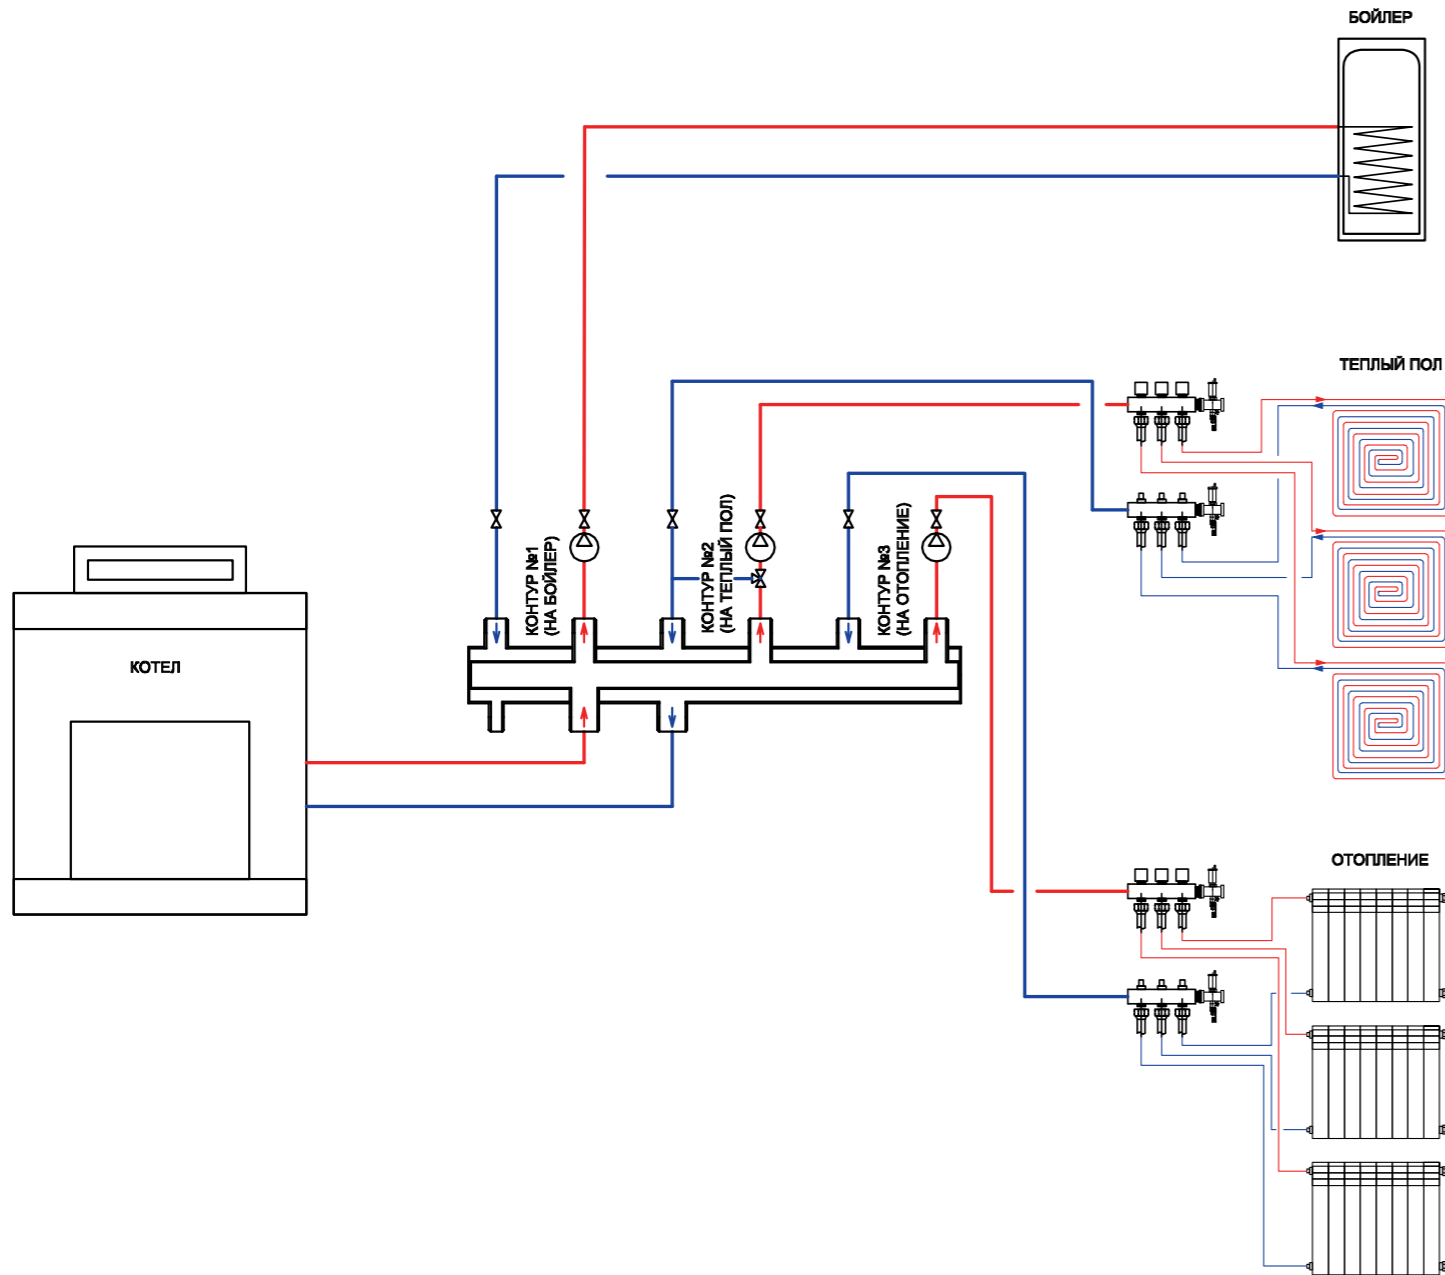 БОЙЛЕР
ТЕПЛЫЙ ПОЛ
КОНТУР №1
(НА БОЙЛЕР)
КОНТУР №2
(НА ТЕПЛЫЙ ПОЛ)
КОНТУР №3
(НА ОТОПЛЕНИЕ)
КОТЕЛ
ОТОПЛЕНИЕ